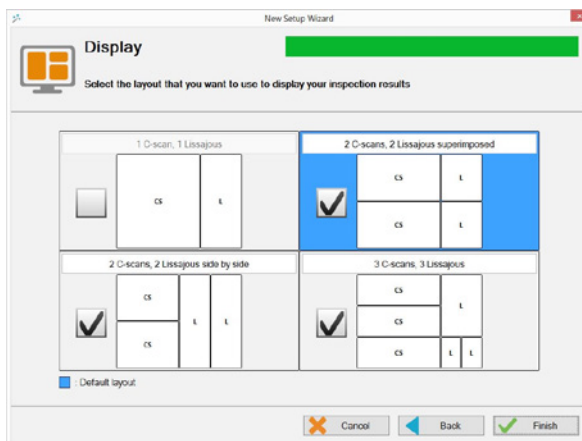 New Setup Wizard
Display
Select the layout that you want to use to display your inspection results
1 C-scan, 1 Lissajous
2 C-scans, 2 Lissajous superimposed
CS L
CS L
CS L
2 C-scans, 2 Lissajous side by side
3 C-scans, 3 Lissajous
CS
L L
CS
CS
L
CS
CS L L
: Default layout
Cancel Back Finish